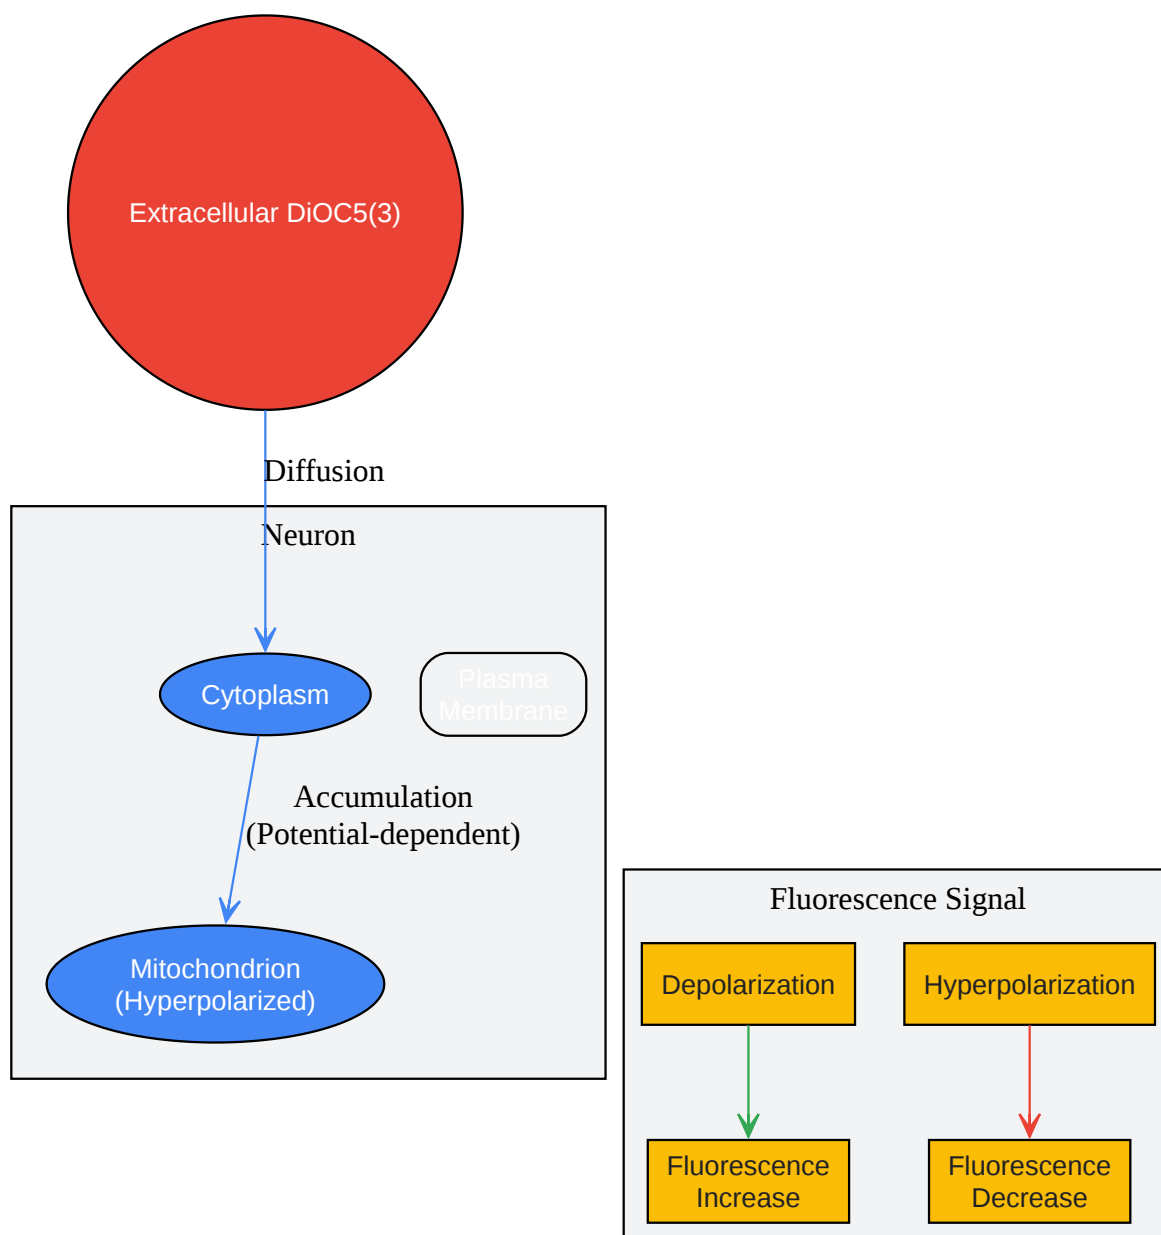 Extracellular DiOC5(3)
Diffusion
Neuron
Cytoplasm
Plasma
Membrane
Accumulation
(Potential-dependent)
Mitochondrion
(Hyperpolarized)
Fluorescence Signal
Depolarization
Hyperpolarization
Fluorescence
Increase
Fluorescence
Decrease